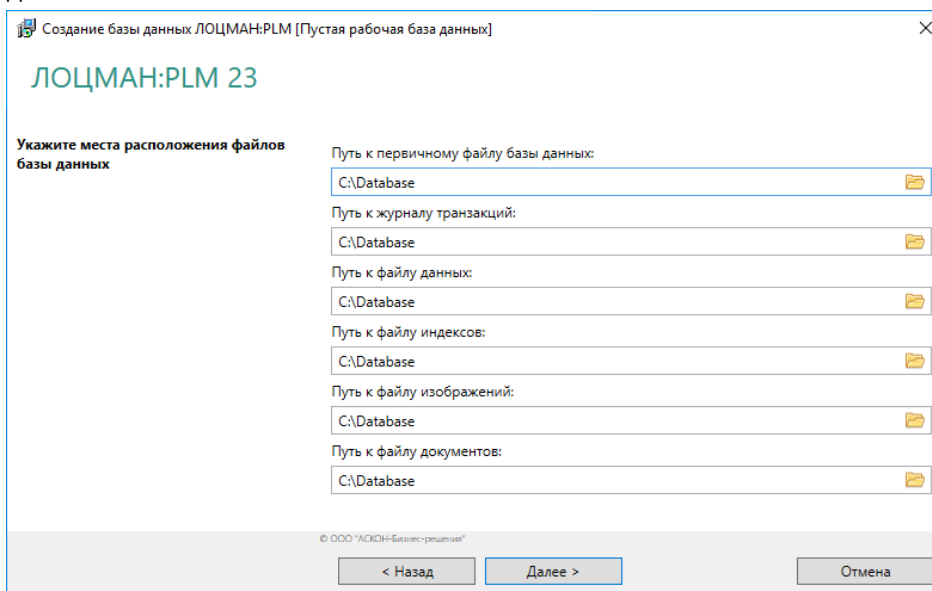 Создание базы данных ЛОЦМАН:PLM [Пустая рабочая база данных]
ЛОЦМАН:PLM 23
Укажите места расположения файлов
базы данных
Путь к первичному файлу базы данных:
C:\Database
Путь к журналу транзакций:
C:\Database
Путь к файлу данных:
C:\Database
Путь к файлу индексов:
C:\Database
Путь к файлу изображений:
C:\Database
Путь к файлу документов:
C:\Database
© ООО "АСКОН-Бизнес-решения"
< Назад
Далее >
Отмена